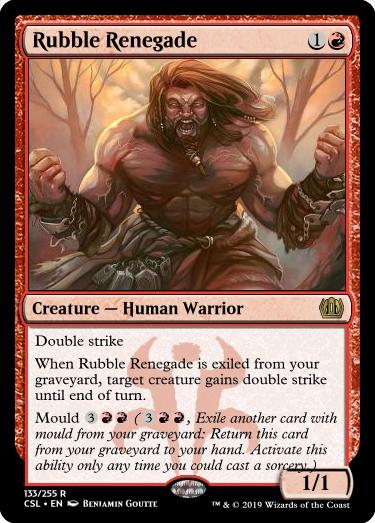 Rubble Renegade 1
Creature — Human Warrior
Double strike
When Rubble Renegade is exiled from your
graveyard, target creature gains double strike
until end of turn.
Mould 3 ( 3 , Exile another card with
mould from your graveyard: Return this card
from your graveyard to your hand. Activate this
ability only any time you could cast a sorcery.)
1/1
133/255 R
CSL • EN Benjamin Goutte
™ & © 2019 Wizards of the Coast